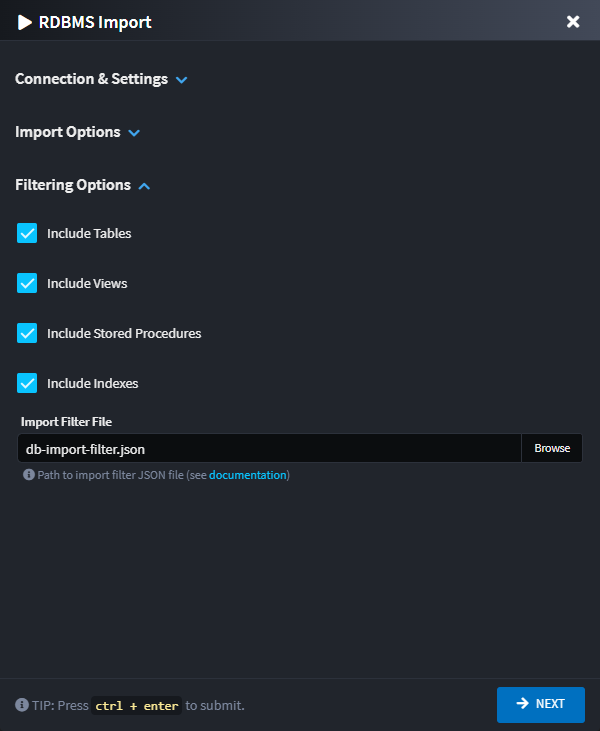 RDBMS Import
Connection & Settings
Import Options
Filtering Options
Include Tables
Include Views
Include Stored Procedures
Include Indexes
Import Filter File
db-import-filter.json
Browse
Path to import filter JSON file (see documentation)
TIP: Press ctrl + enter to submit.
NEXT